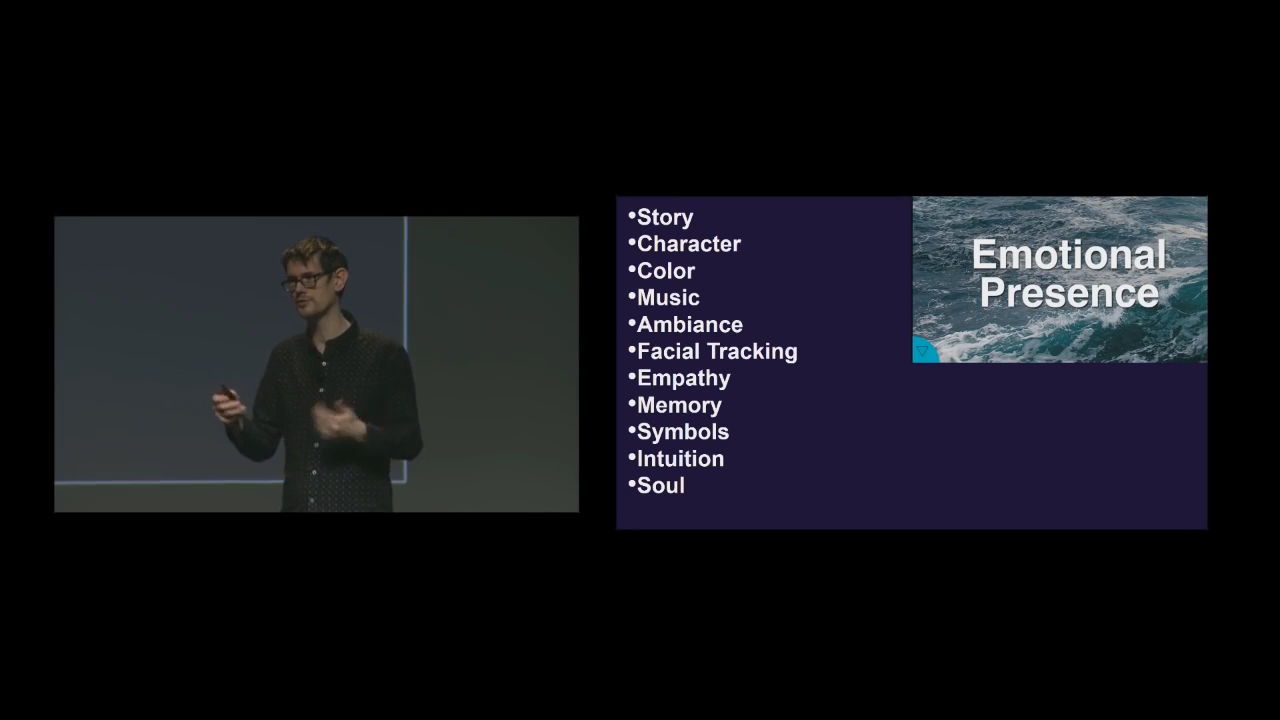 •Story
•Character
•Color
•Music
•Ambiance
•Facial Tracking
•Empathy
•Memory
•Symbols
•Intuition
•Soul
Emotional
Presence